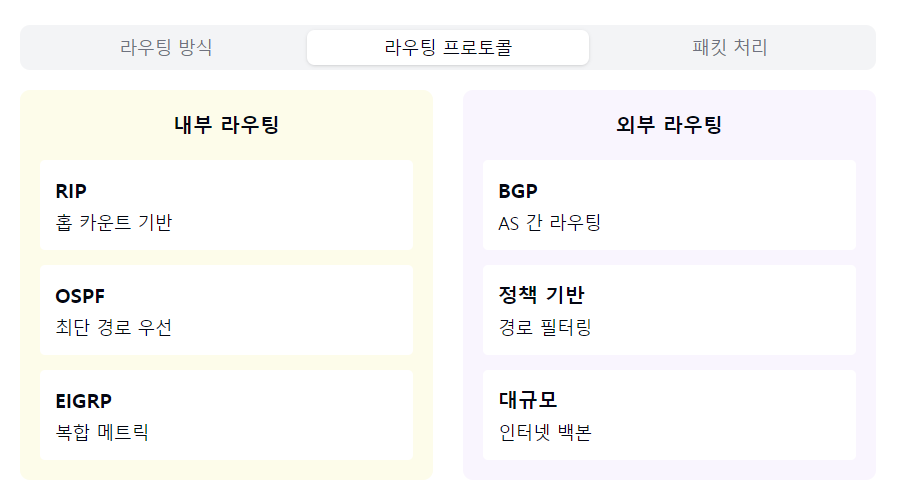 라우팅 방식
라우팅 프로토콜
패킷 처리
내부 라우팅
RIP
홉 카운트 기반
OSPF
최단 경로 우선
EIGRP
복합 메트릭
외부 라우팅
BGP
AS 간 라우팅
정책 기반
경로 필터링
대규모
인터넷 백본